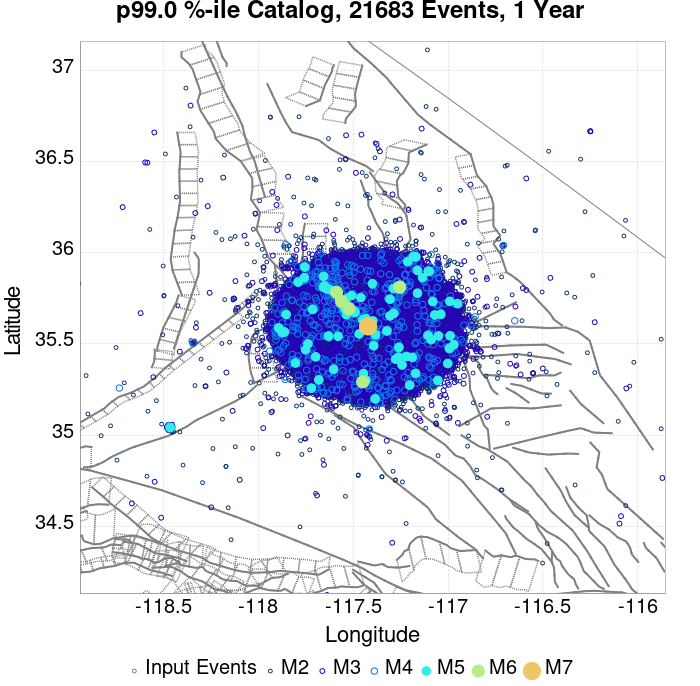 p99.0 %-ile Catalog, 21683 Events, 1 Year
37
36.5
36
35.5
35
34.5
Latitude
-118.5 -118 -117.5 -117 -116.5 -116
Longitude
Input Events M2 M3 M4 M5 M6 M7